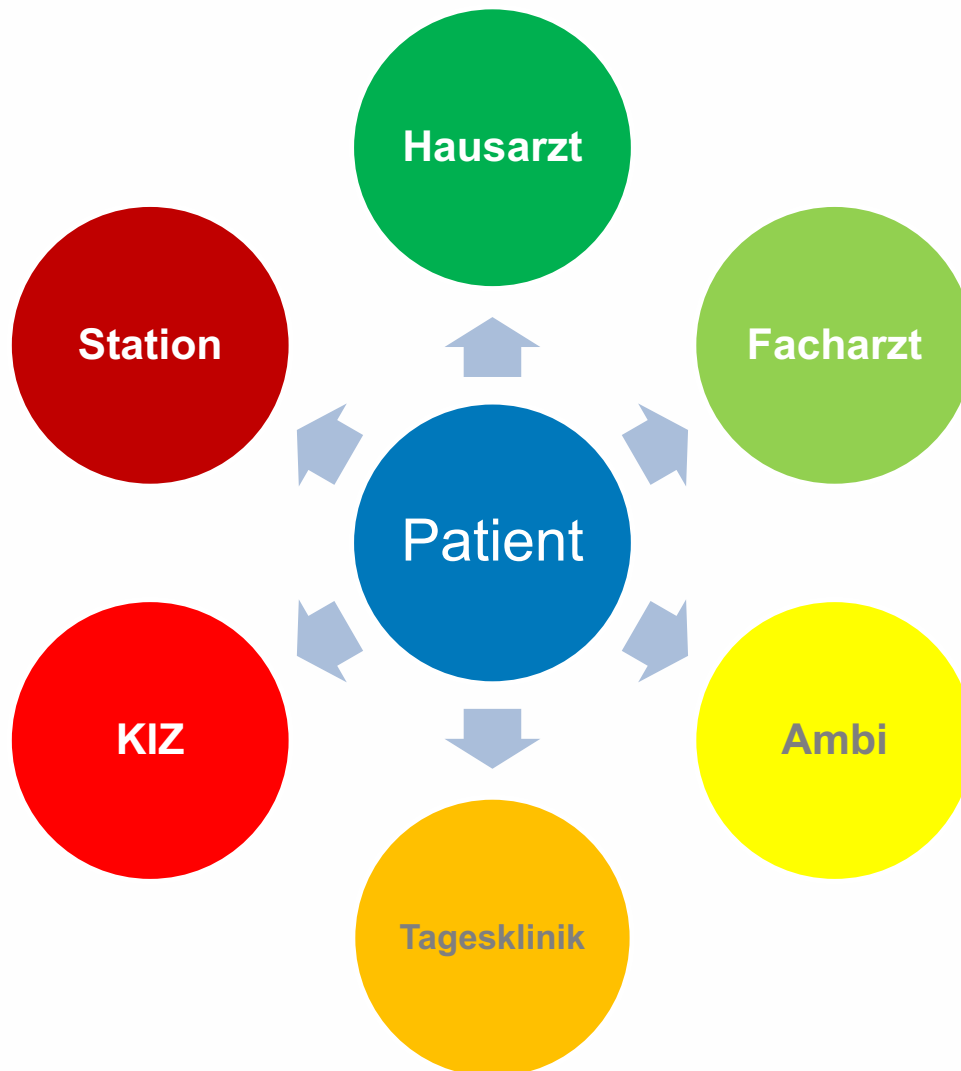 Hausarzt
Station
Facharzt
Patient
KIZ
Ambi
Tagesklinik